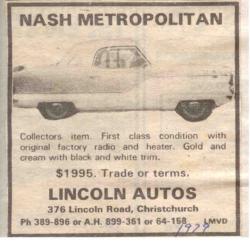 NASH METROPOLITAN
Collectors item. First class condition with
original factory radio and heater. Gold and
cream with black and white trim.
$1995. Trade or terms.
LINCOLN AUTOS
376 Lincoln Road, Christchurch
Ph 389-896 or A.H. 899-361 or 64-168 LMVD
1979